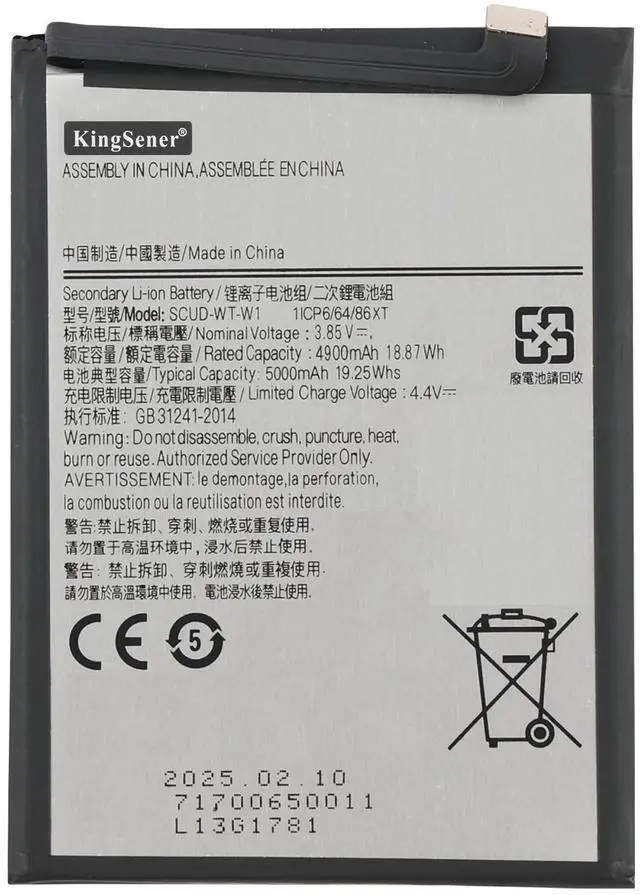 KingSener®
ASSEMBLY IN CHINA,ASSEMBLÉE EN CHINA
中国制造/中國製造/Made in China
Secondary Li-ion Battery/锂离子电池组/二次鋰電池組
型号/型號/Model: SCUD-WT-W1 1ICP6/64/86XT
标称电压/標稱電壓/Nominal Voltage : 3.85V⎓
额定容量/額定電容量/Rated Capacity : 4900mAh 18.87Wh
电池典型容量/Typical Capacity: 5000mAh 19.25Whs
充电限制电压/充電限制電壓/Limited Charge Voltage : 4.4V⎓
执行标准: GB 31241-2014
Warning: Do not disassemble, crush, puncture, heat,
burn or reuse. Authorized Service Provider Only.
AVERTISSEMENT: le demontage,la perforation,
la combustion ou la reutilisation est interdite.
警告:禁止拆卸、穿刺、燃烧或重复使用.
请勿置于高温环境中，浸水后禁止使用。
警告: 禁止拆卸、穿刺燃燒或重複使用.
請勿置於高溫環境中使用，電池浸水後禁止使用。
廢電池請回收
CE 5
2025.02.10
71700650011
L13G1781